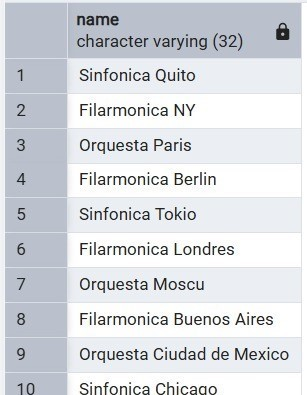 name
character varying (32)
1 Sinfonica Quito
2 Filarmonica NY
3 Orquesta Paris
4 Filarmonica Berlin
5 Sinfonica Tokio
6 Filarmonica Londres
7 Orquesta Moscu
8 Filarmonica Buenos Aires
9 Orquesta Ciudad de Mexico
10 Sinfonica Chicago